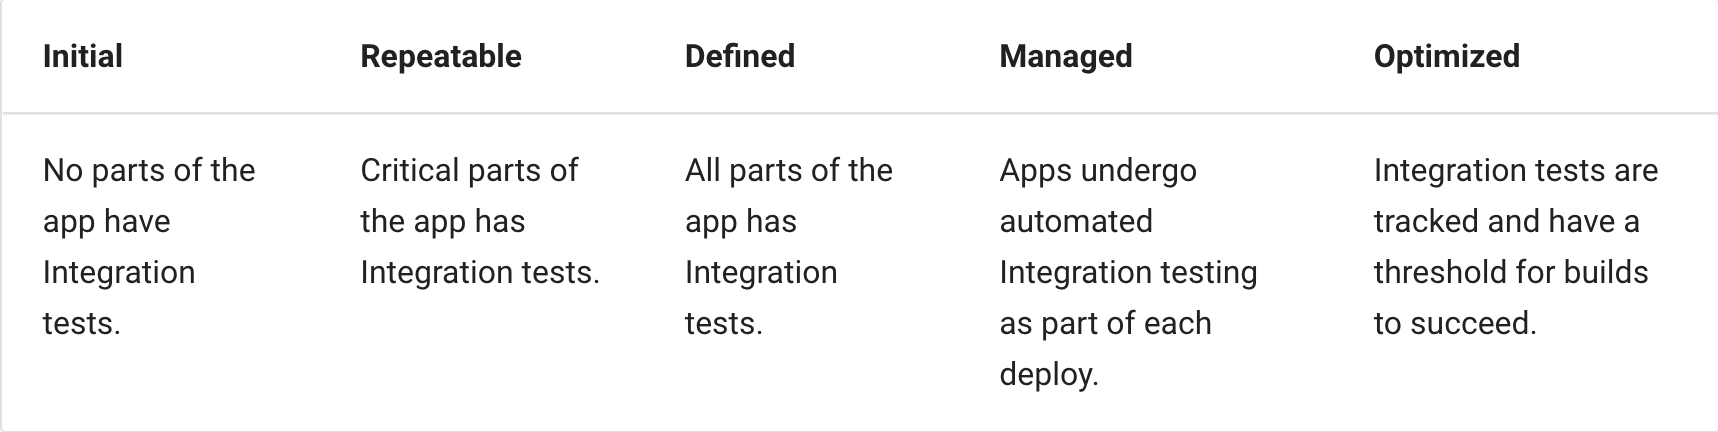 Initial
Repeatable
Defined
Managed
Optimized
No parts of the
app have
Integration
tests.
Critical parts of
the app has
Integration tests.
All parts of the
app has
Integration
tests.
Apps undergo
automated
Integration testing
as part of each
deploy.
Integration tests are
tracked and have a
threshold for builds
to succeed.